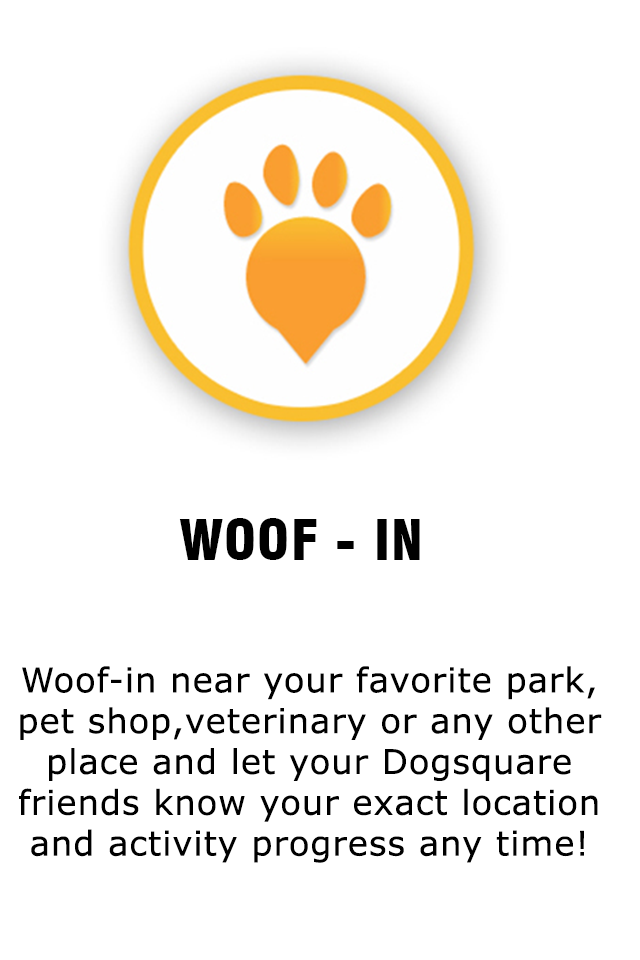 WOOF - IN
Woof-in near your favorite park,
pet shop,veterinary or any other
place and let your Dogsquare
friends know your exact location
and activity progress any time!